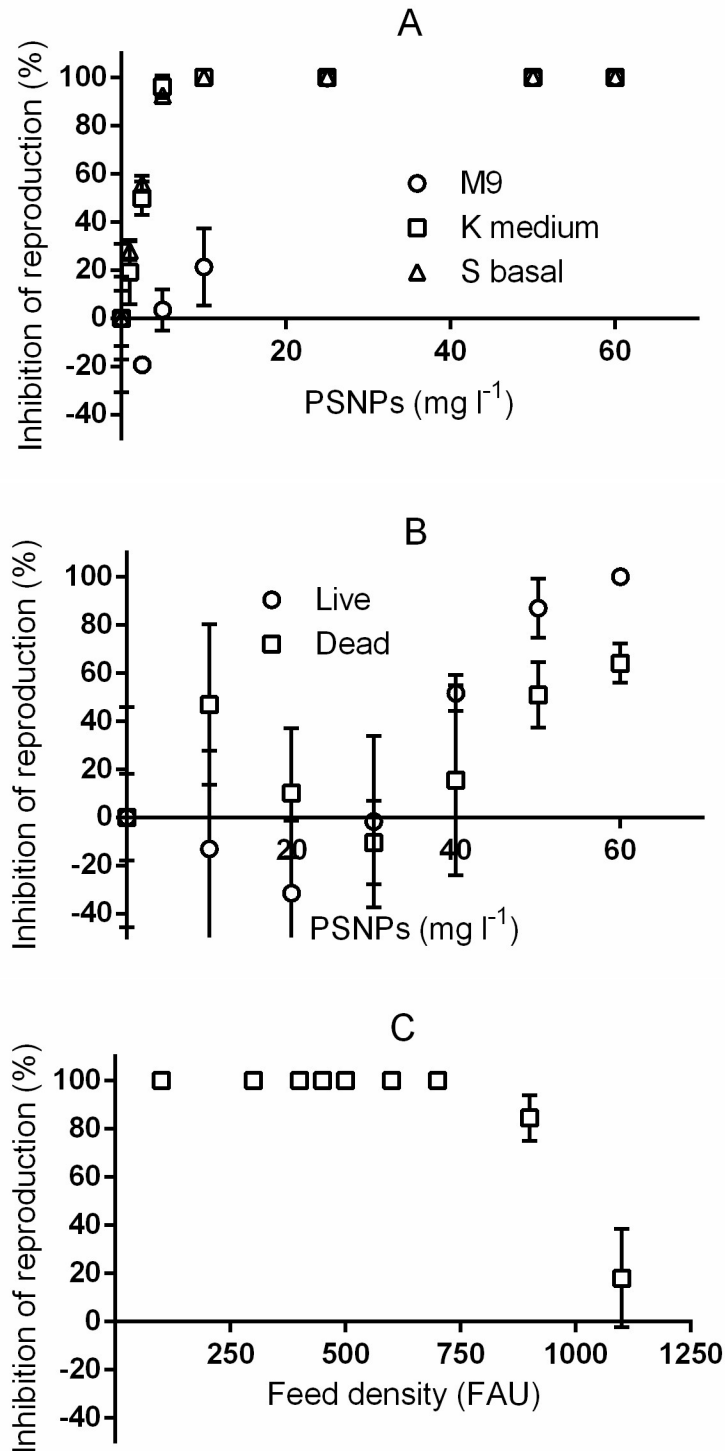 A
Inhibition of reproduction (%)
100
80
60
40
20
0
-20
-40
M9
K medium
S basal
20
40
60
PSNPs (mg l⁻¹)
B
Inhibition of reproduction (%)
100
80
60
40
20
0
-20
-40
Live
Dead
20
40
60
PSNPs (mg l⁻¹)
C
Inhibition of reproduction (%)
100
80
60
40
20
0
-20
-40
250
500
750
1000
1250
Feed density (FAU)